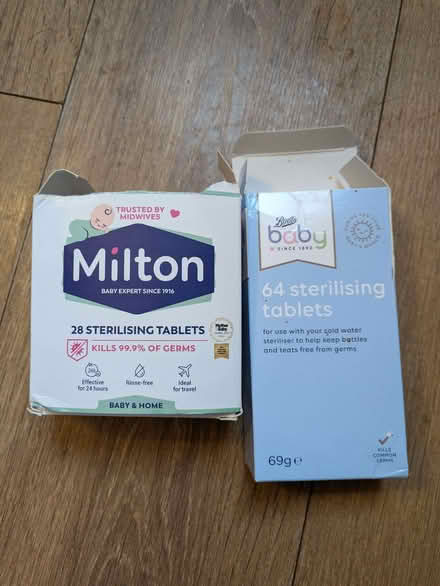 TRUSTED BY
MIDWIVES
Milton
BABY EXPERT SINCE 1916
28 STERILISING TABLETS
KILLS 99.9% OF GERMS
Effective
for 24 hours
Rinse-free
Ideal
for travel
BABY & HOME
Boots
baby
SINCE 1849
64 sterilising
tablets
for use with your cold water
steriliser to help keep bottles
and teats free from germs
69g e
KILLS
COMMON
GERMS